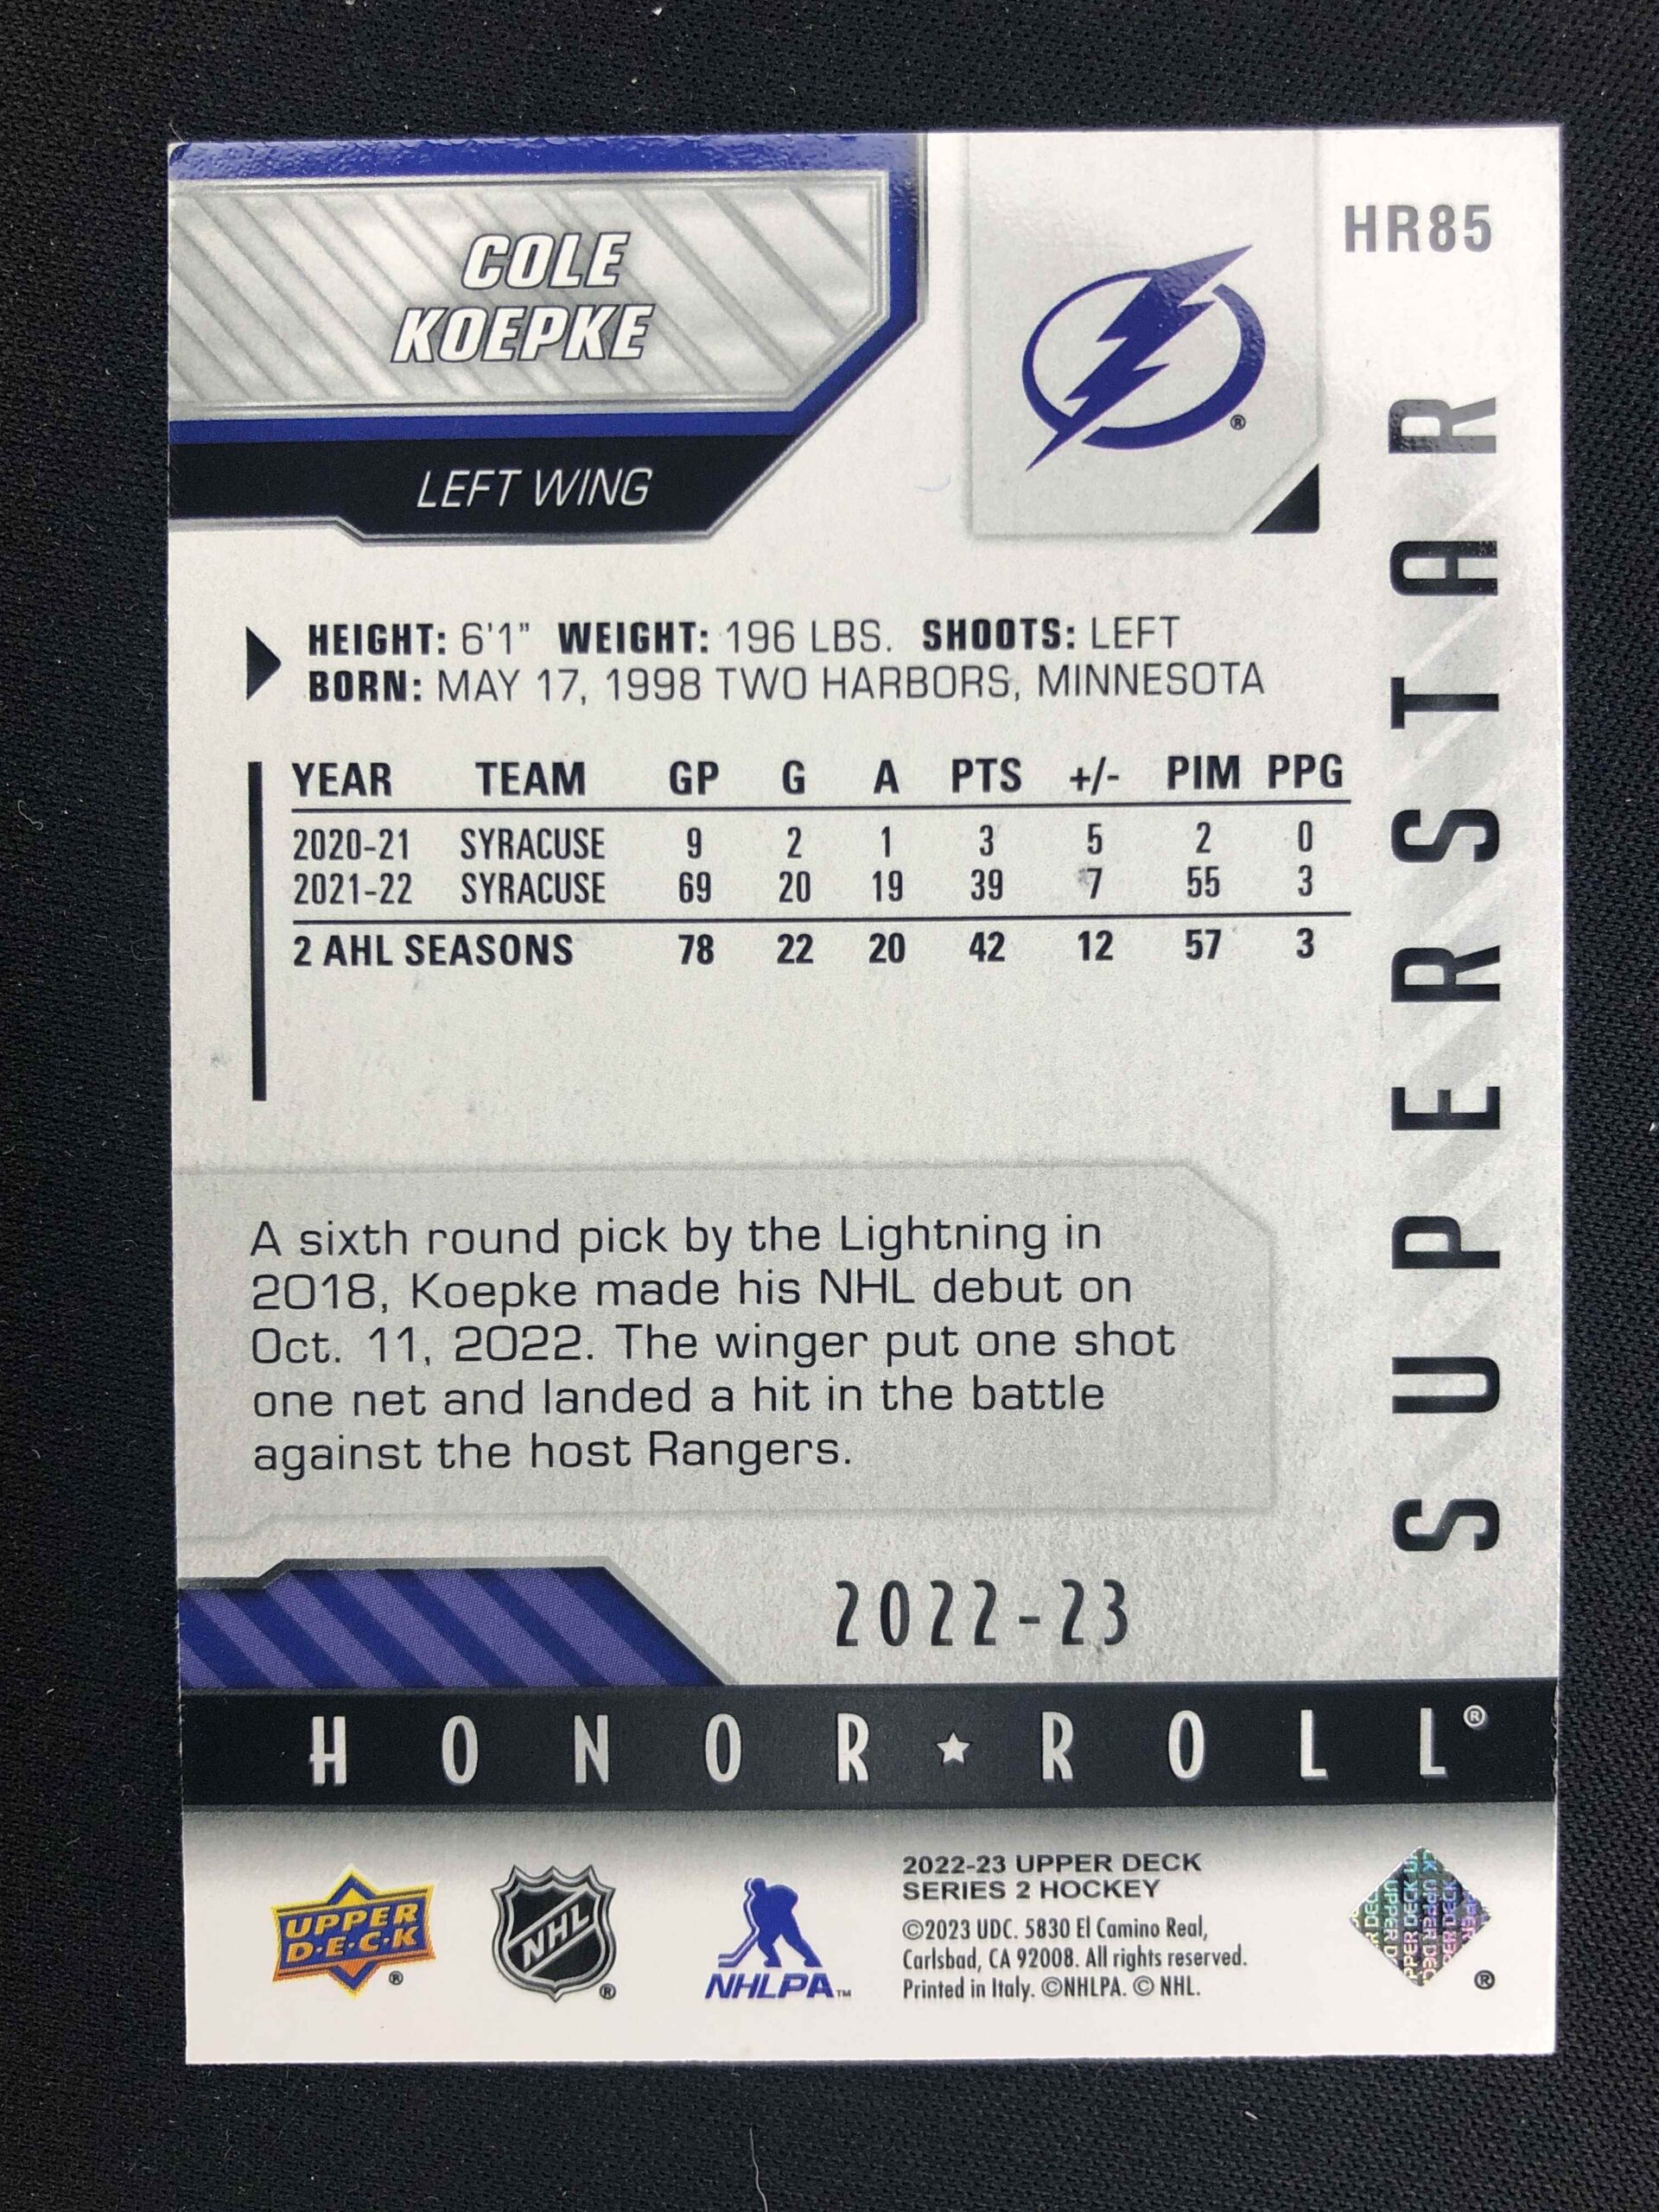 COLE
KOEPKE
LEFT WING
HR85
®
SUPERSTAR
HEIGHT: 6'1" WEIGHT: 196 LBS. SHOOTS: LEFT
BORN: MAY 17, 1998 TWO HARBORS, MINNESOTA
YEAR TEAM GP G A PTS +/- PIM PPG
2020-21 SYRACUSE 9 2 1 3 5 2 0
2021-22 SYRACUSE 69 20 19 39 7 55 3
2 AHL SEASONS 78 22 20 42 12 57 3
A sixth round pick by the Lightning in
2018, Koepke made his NHL debut on
Oct. 11, 2022. The winger put one shot
one net and landed a hit in the battle
against the host Rangers.
2022-23
HONOR ★ ROLL®
UPPER
D•E•C•K
®
NHL
®
NHLPA™
2022-23 UPPER DECK
SERIES 2 HOCKEY
©2023 UDC. 5830 El Camino Real,
Carlsbad, CA 92008. All rights reserved.
Printed in Italy. ©NHLPA. © NHL.
UPPER DECK
®